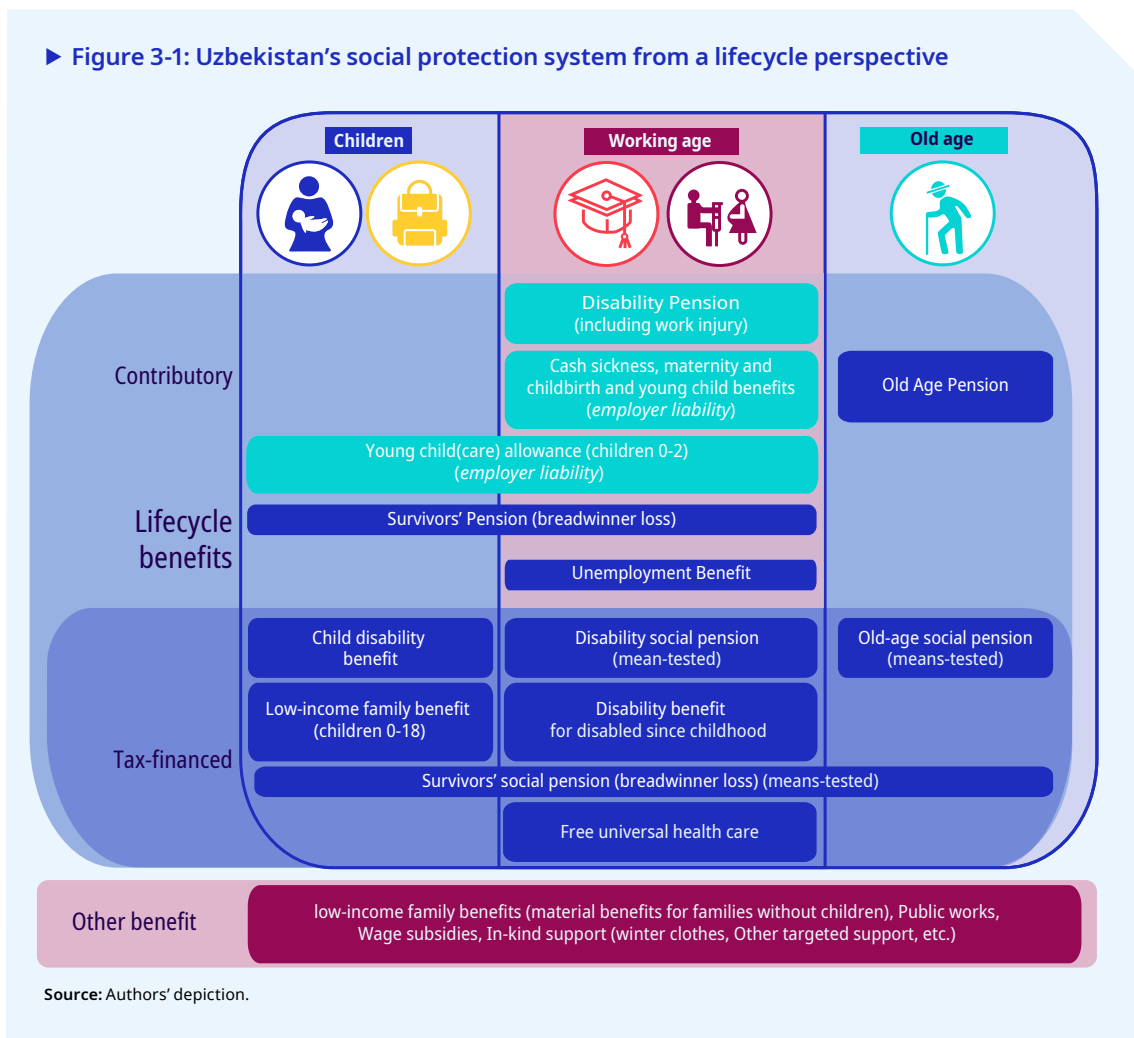 ▶ Figure 3-1: Uzbekistan’s social protection system from a lifecycle perspective
Children
Working age
Old age
Contributory
Disability Pension
(including work injury)
Cash sickness, maternity and
childbirth and young child benefits
(employer liability)
Old Age Pension
Young child(care) allowance (children 0-2)
(employer liability)
Lifecycle
benefits
Survivors’ Pension (breadwinner loss)
Unemployment Benefit
Tax-financed
Child disability
benefit
Disability social pension
(mean-tested)
Old-age social pension
(means-tested)
Low-income family benefit
(children 0-18)
Disability benefit
for disabled since childhood
Survivors’ social pension (breadwinner loss) (means-tested)
Free universal health care
Other benefit
low-income family benefits (material benefits for families without children), Public works,
Wage subsidies, In-kind support (winter clothes, Other targeted support, etc.)
Source: Authors’ depiction.